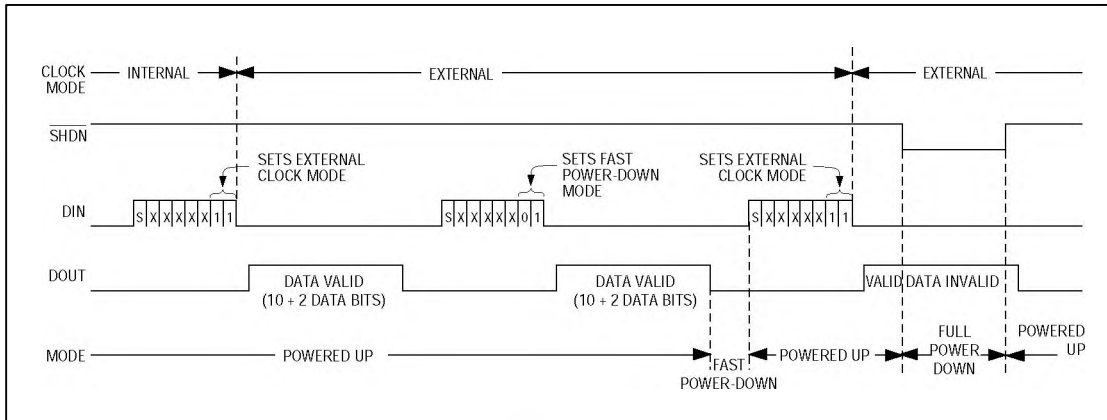 CLOCK MODE
INTERNAL
EXTERNAL
EXTERNAL
SHDN
SETS EXTERNAL
CLOCK MODE
SETS FAST
POWER-DOWN
MODE
SETS EXTERNAL
CLOCK MODE
DIN
S X X X X X 1 1
S X X X X X 0 1
S X X X X X 1 1
DOUT
DATA VALID
(10 + 2 DATA BITS)
DATA VALID
(10 + 2 DATA BITS)
VALID
DATA INVALID
MODE
POWERED UP
FAST
POWER-DOWN
POWERED UP
FULL
POWER
DOWN
POWERED
UP